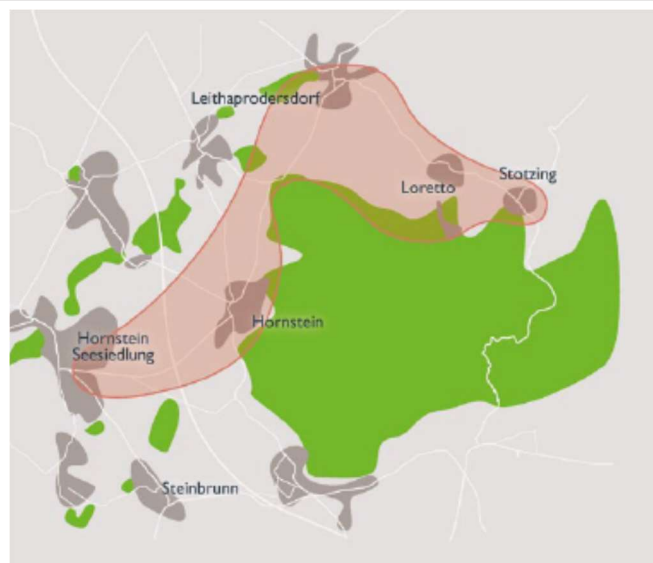 Leithaprodersdorf
Stotzing
Loretto
Hornstein
Hornstein
Seesiedlung
Steinbrunn